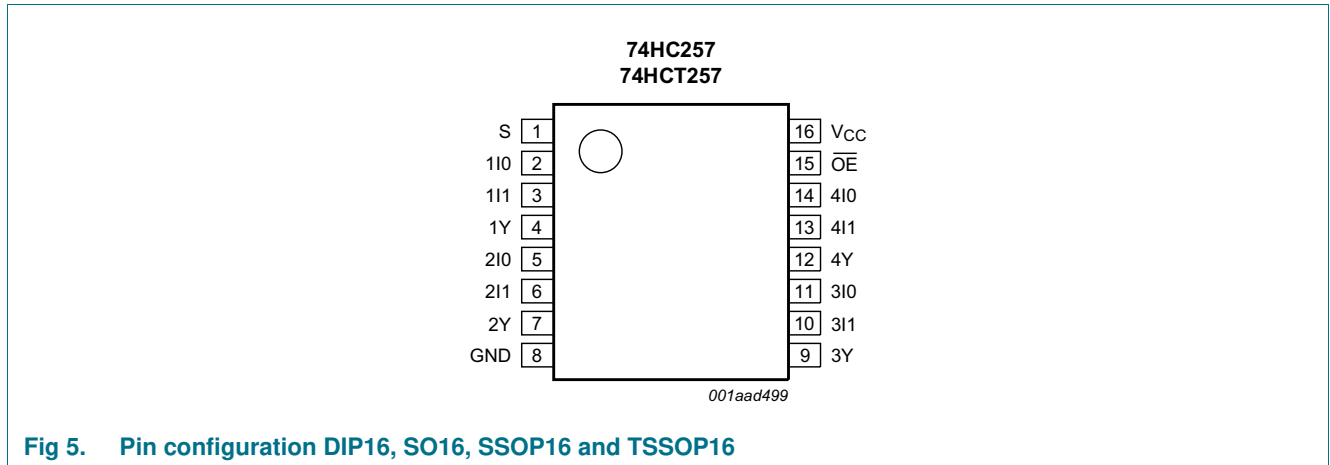 74HC257
74HCT257
S 1
1I0 2
1I1 3
1Y 4
2I0 5
2I1 6
2Y 7
GND 8
16 VCC
15 O̅E̅
14 4I0
13 4I1
12 4Y
11 3I0
10 3I1
9 3Y
001aad499
Fig 5. Pin configuration DIP16, SO16, SSOP16 and TSSOP16